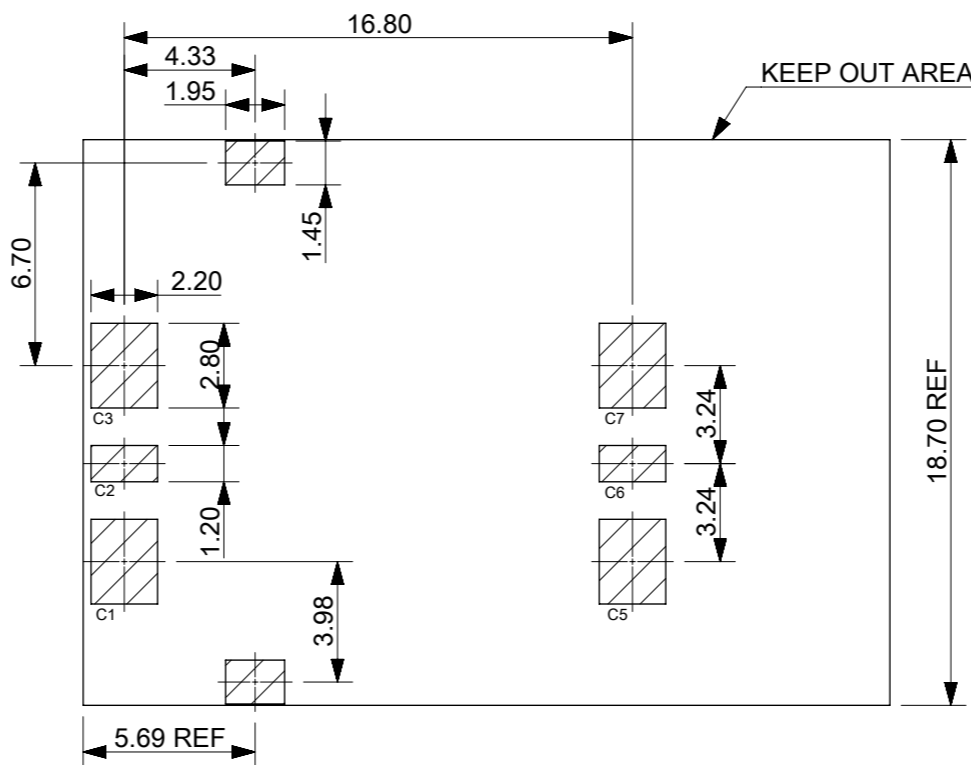 16.80
4.33
1.95
KEEP OUT AREA
1.45
6.70
2.20
2.80
C3
C7
3.24
18.70 REF
C2
C6
1.20
3.24
C1
C5
3.98
5.69 REF